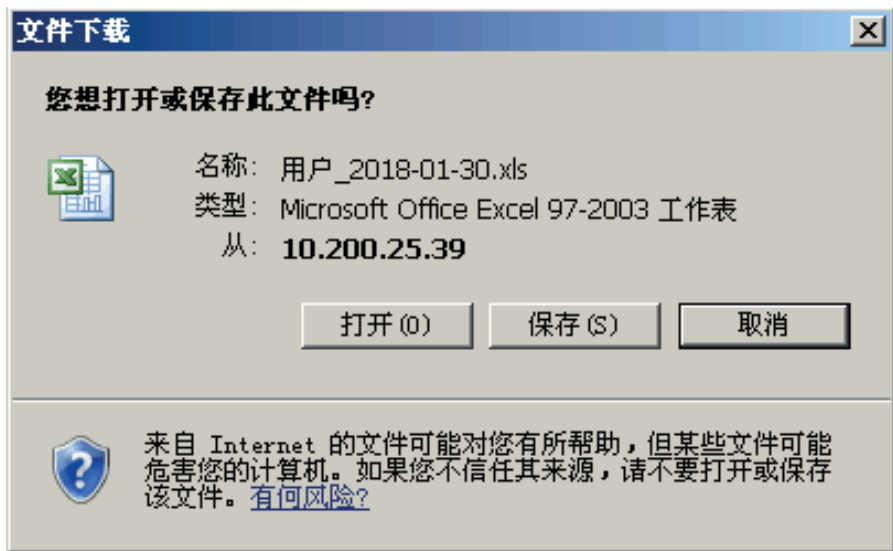 文件下载
您想打开或保存此文件吗?
名称: 用户_2018-01-30.xls
类型: Microsoft Office Excel 97-2003 工作表
从: 10.200.25.39
打开(O) 保存(S) 取消
来自 Internet 的文件可能对您有所帮助，但某些文件可能
危害您的计算机。如果您不信任其来源，请不要打开或保存
该文件。有何风险?